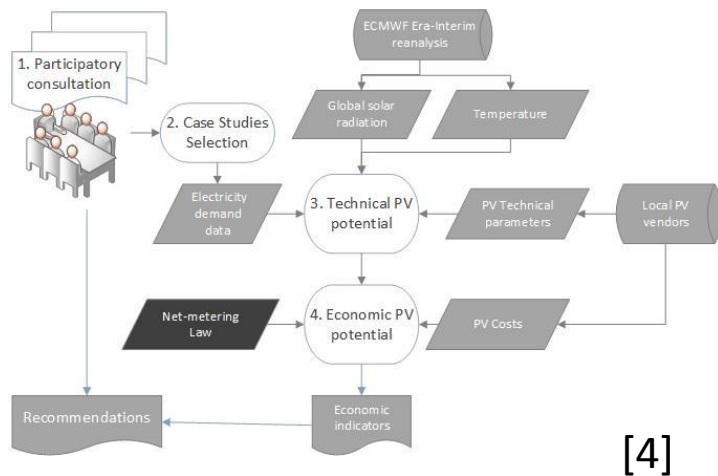 ECMWF Era-Interim
reanalysis
1. Participatory
consultation
Global solar
radiation
Temperature
2. Case Studies
Selection
Electricity
demand
data
3. Technical PV
potential
PV Technical
parameters
Local PV
vendors
Net-metering
Law
4. Economic PV
potential
PV Costs
Recommendations
Economic
indicators
[4]